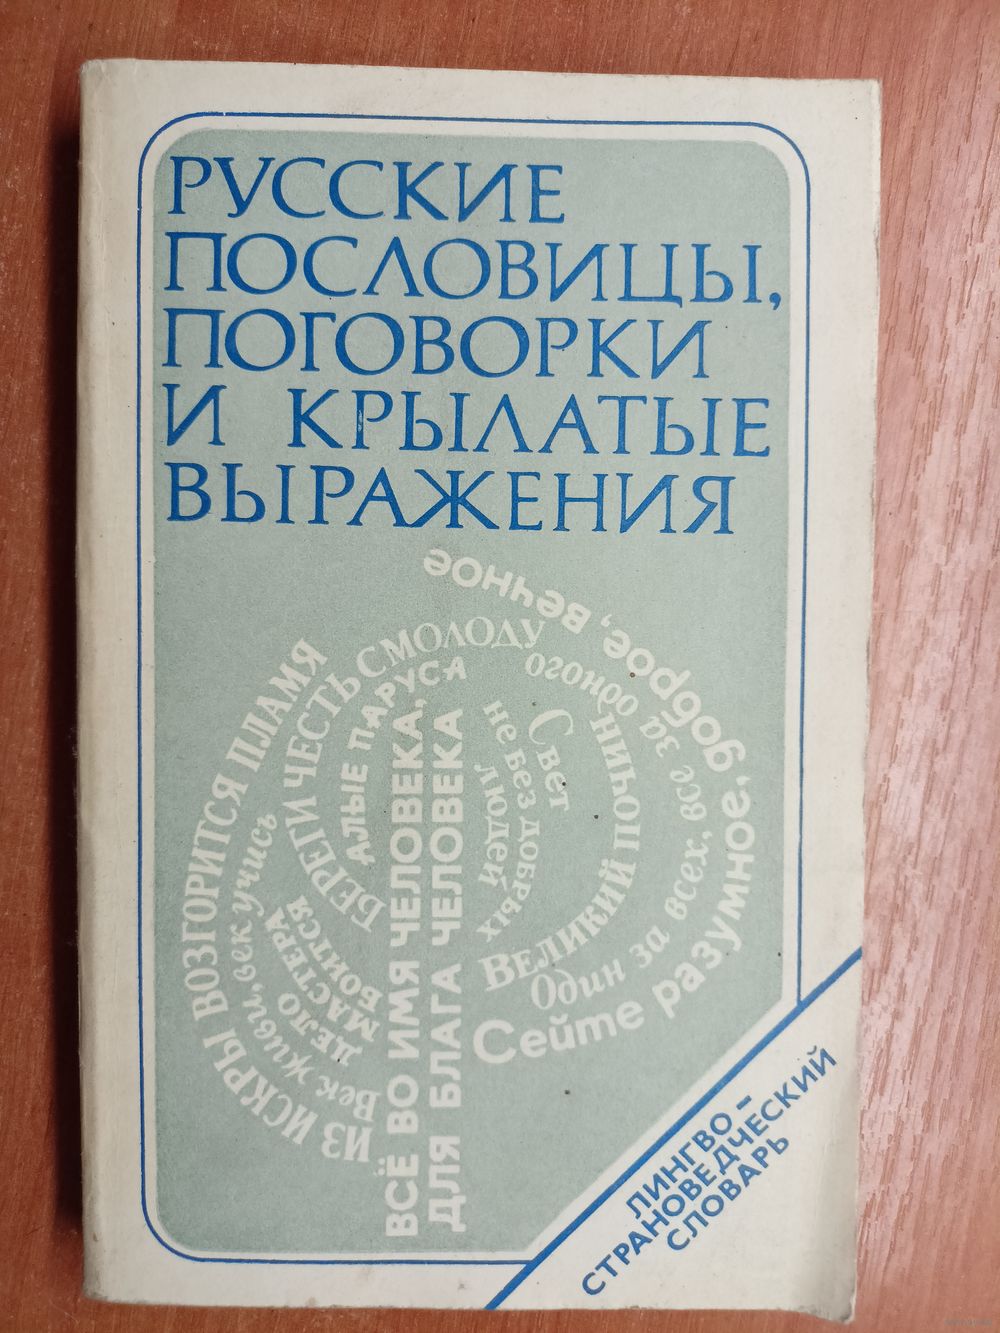 РУССКИЕ
ПОСЛОВИЦЫ,
ПОГОВОРКИ
И КРЫЛАТЫЕ
ВЫРАЖЕНИЯ
ИЗ ИСКРЫ ВОЗГОРИТСЯ ПЛАМЯ
Век живи, век учись
ДЕЛО
МАСТЕРА
БОИТСЯ
БЕРЕГИ ЧЕСТЬ СМОЛОДУ
АЛЫЕ ПАРУСА
ВСЁ ВО ИМЯ ЧЕЛОВЕКА,
ДЛЯ БЛАГА ЧЕЛОВЕКА
Свет
не без добрых
людей
ВЕЛИКИЙ ПОЧИН
Один за всех, все за одного
Сейте разумное, доброе, вечное
ЛИНГВО-
СТРАНОВЕДЧЕСКИЙ
СЛОВАРЬ